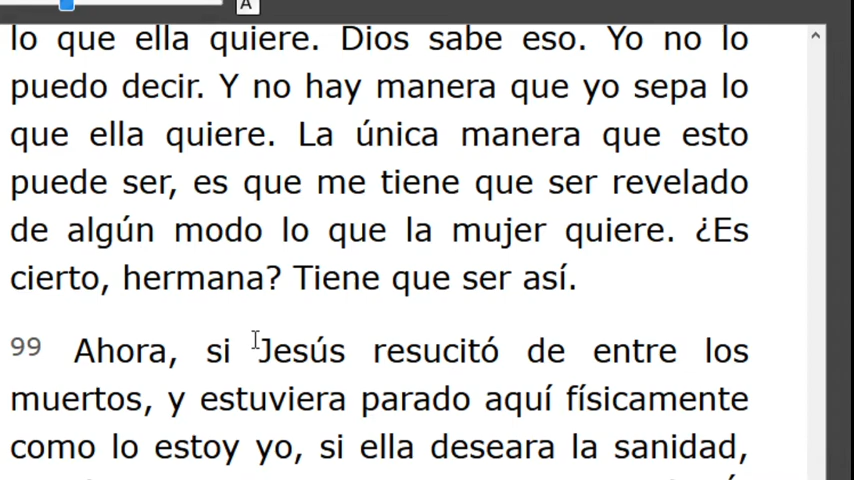 A
lo que ella quiere. Dios sabe eso. Yo no lo
puedo decir. Y no hay manera que yo sepa lo
que ella quiere. La única manera que esto
puede ser, es que me tiene que ser revelado
de algún modo lo que la mujer quiere. ¿Es
cierto, hermana? Tiene que ser así.
99 Ahora, si Jesús resucitó de entre los
muertos, y estuviera parado aquí físicamente
como lo estoy yo, si ella deseara la sanidad,